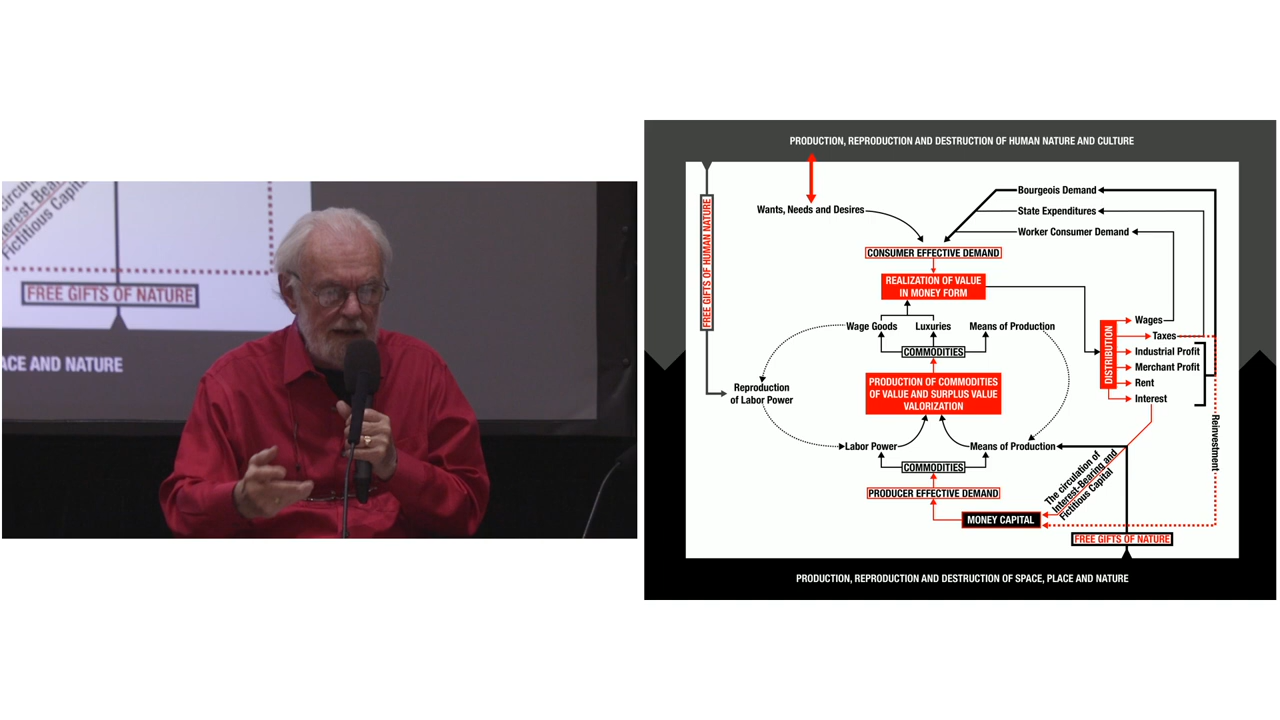 Circul
terest-Bear
Fictitious Capit
FREE GIFTS OF NATURE
ACE AND NATURE
PRODUCTION, REPRODUCTION AND DESTRUCTION OF HUMAN NATURE AND CULTURE
FREE GIFTS OF HUMAN NATURE
Wants, Needs and Desires
Bourgeois Demand
State Expenditures
Worker Consumer Demand
CONSUMER EFFECTIVE DEMAND
REALIZATION OF VALUE
IN MONEY FORM
Wage Goods
Luxuries
Means of Production
COMMODITIES
DISTRIBUTION
Wages
Taxes
Industrial Profit
Merchant Profit
Rent
Interest
Reproduction
of Labor Power
PRODUCTION OF COMMODITIES
OF VALUE AND SURPLUS VALUE
VALORIZATION
Labor Power
Means of Production
COMMODITIES
PRODUCER EFFECTIVE DEMAND
MONEY CAPITAL
The circulation of
Interest-Bearing and
Fictitious Capital
Reinvestment
FREE GIFTS OF NATURE
PRODUCTION, REPRODUCTION AND DESTRUCTION OF SPACE, PLACE AND NATURE